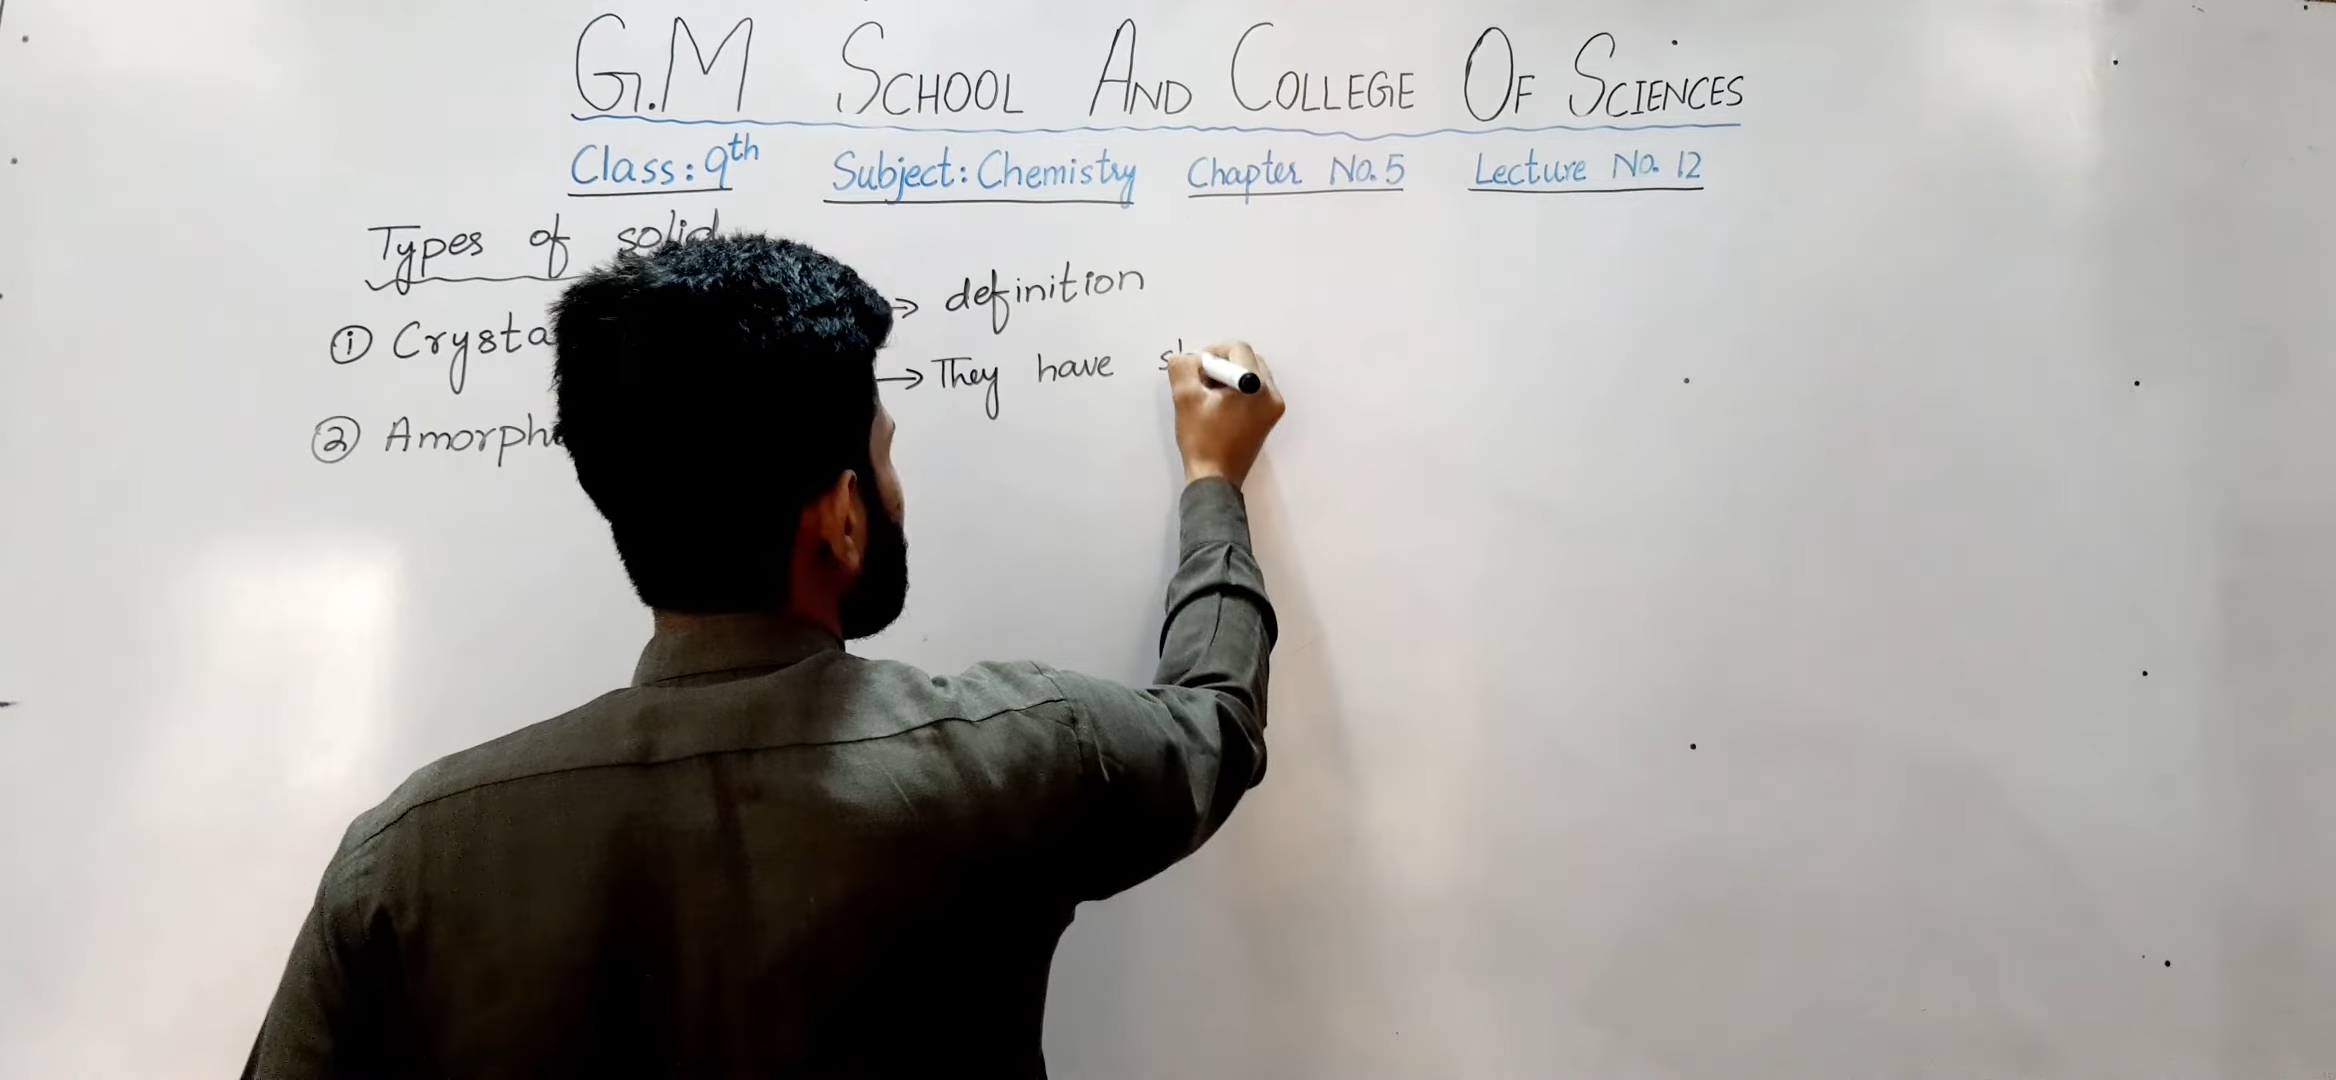 G.M SCHOOL AND COLLEGE OF SCIENCES
Class: 9th Subject: Chemistry Chapter No. 5 Lecture No. 12
Types of solid
① Crysta
② Amorph
→ definition
→ They have